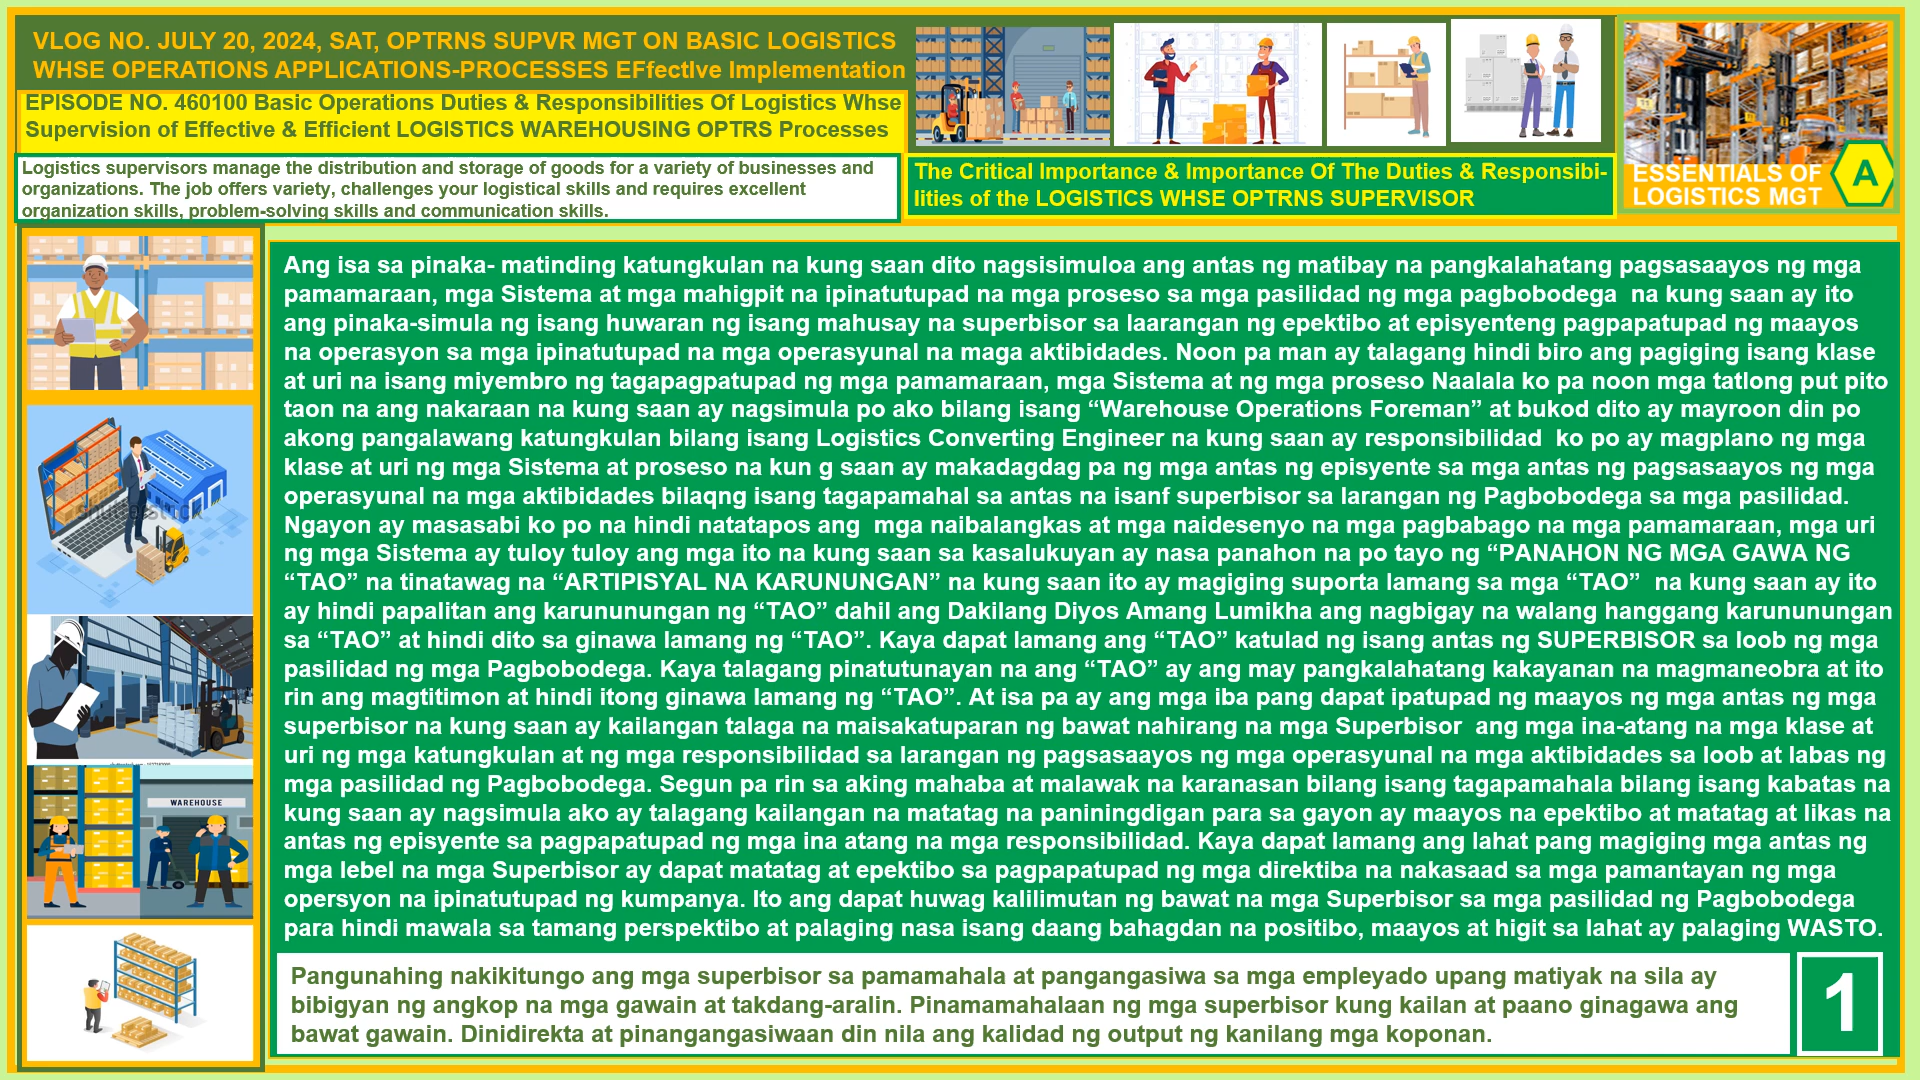 VLOG NO. JULY 20, 2024, SAT, OPTRNS SUPVR MGT ON BASIC LOGISTICS
WHSE OPERATIONS APPLICATIONS-PROCESSES EFfectIve Implementation
EPISODE NO. 460100 Basic Operations Duties & Responsibilities Of Logistics Whse
Supervision of Effective & Efficient LOGISTICS WAREHOUSING OPTRS Processes
Logistics supervisors manage the distribution and storage of goods for a variety of businesses and
organizations. The job offers variety, challenges your logistical skills and requires excellent
organization skills, problem-solving skills and communication skills.
The Critical Importance & Importance Of The Duties & Responsibi-
lities of the LOGISTICS WHSE OPTRNS SUPERVISOR
ESSENTIALS OF
LOGISTICS MGT
A
Ang isa sa pinaka- matinding katungkulan na kung saan dito nagsisimuloa ang antas ng matibay na pangkalahatang pagsasaayos ng mga
pamamaraan, mga Sistema at mga mahigpit na ipinatutupad na mga proseso sa mga pasilidad ng mga pagbobodega  na kung saan ay ito
ang pinaka-simula ng isang huwaran ng isang mahusay na superbisor sa laarangan ng epektibo at episyenteng pagpapatupad ng maayos
na operasyon sa mga ipinatutupad na mga operasyunal na maga aktibidades. Noon pa man ay talagang hindi biro ang pagiging isang klase
at uri na isang miyembro ng tagapagpatupad ng mga pamamaraan, mga Sistema at ng mga proseso Naalala ko pa noon mga tatlong put pito
taon na ang nakaraan na kung saan ay nagsimula po ako bilang isang “Warehouse Operations Foreman” at bukod dito ay mayroon din po
akong pangalawang katungkulan bilang isang Logistics Converting Engineer na kung saan ay responsibilidad  ko po ay magplano ng mga
klase at uri ng mga Sistema at proseso na kun g saan ay makadagdag pa ng mga antas ng episyente sa mga antas ng pagsasaayos ng mga
operasyunal na mga aktibidades bilaqng isang tagapamahal sa antas na isanf superbisor sa larangan ng Pagbobodega sa mga pasilidad.
Ngayon ay masasabi ko po na hindi natatapos ang  mga naibalangkas at mga naidesenyo na mga pagbabago na mga pamamaraan, mga uri
ng mga Sistema ay tuloy tuloy ang mga ito na kung saan sa kasalukuyan ay nasa panahon na po tayo ng “PANAHON NG MGA GAWA NG
“TAO” na tinatawag na “ARTIPISYAL NA KARUNUNGAN” na kung saan ito ay magiging suporta lamang sa mga “TAO”  na kung saan ay ito
ay hindi papalitan ang karununungan ng “TAO” dahil ang Dakilang Diyos Amang Lumikha ang nagbigay na walang hanggang karununungan
sa “TAO” at hindi dito sa ginawa lamang ng “TAO”. Kaya dapat lamang ang “TAO” katulad ng isang antas ng SUPERBISOR sa loob ng mga
pasilidad ng mga Pagbobodega. Kaya talagang pinatutunayan na ang “TAO” ay ang may pangkalahatang kakayanan na magmaneobra at ito
rin ang magtitimon at hindi itong ginawa lamang ng “TAO”. At isa pa ay ang mga iba pang dapat ipatupad ng maayos ng mga antas ng mga
superbisor na kung saan ay kailangan talaga na maisakatuparan ng bawat nahirang na mga Superbisor  ang mga ina-atang na mga klase at
uri ng mga katungkulan at ng mga responsibilidad sa larangan ng pagsasaayos ng mga operasyunal na mga aktibidades sa loob at labas ng
mga pasilidad ng Pagbobodega. Segun pa rin sa aking mahaba at malawak na karanasan bilang isang tagapamahala bilang isang kabatas na
kung saan ay nagsimula ako ay talagang kailangan na matatag na paniningdigan para sa gayon ay maayos na epektibo at matatag at likas na
antas ng episyente sa pagpapatupad ng mga ina atang na mga responsibilidad. Kaya dapat lamang ang lahat pang magiging mga antas ng
mga lebel na mga Superbisor ay dapat matatag at epektibo sa pagpapatupad ng mga direktiba na nakasaad sa mga pamantayan ng mga
opersyon na ipinatutupad ng kumpanya. Ito ang dapat huwag kalilimutan ng bawat na mga Superbisor sa mga pasilidad ng Pagbobodega
para hindi mawala sa tamang perspektibo at palaging nasa isang daang bahagdan na positibo, maayos at higit sa lahat ay palaging WASTO.
WAREHOUSE
Pangunahing nakikitungo ang mga superbisor sa pamamahala at pangangasiwa sa mga empleyado upang matiyak na sila ay
bibigyan ng angkop na mga gawain at takdang-aralin. Pinamamahalaan ng mga superbisor kung kailan at paano ginagawa ang
bawat gawain. Dinidirekta at pinangangasiwaan din nila ang kalidad ng output ng kanilang mga koponan.
1